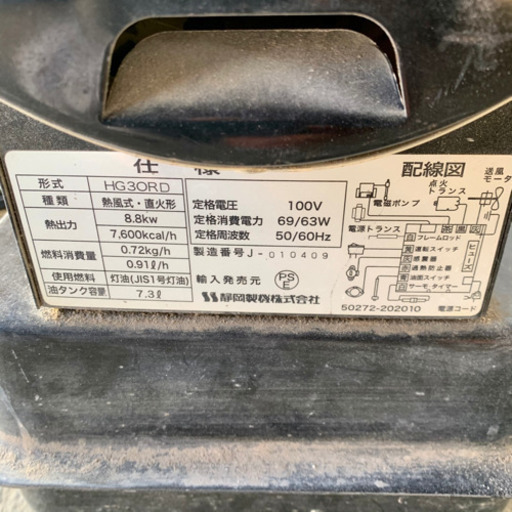 仕様
形式 HG30RD
種類 熱風式・直火形
熱出力 8.8kw
7,600kcal/h
燃料消費量 0.72kg/h
0.91ℓ/h
使用燃料 灯油(JIS1号灯油)
油タンク容量 7.3ℓ
定格電圧 100V
定格消費電力 69/63W
定格周波数 50/60Hz
製造番号 J-010409
輸入発売元
PSE
静岡製機株式会社
配線図
送風モータ
点火トランス
電磁ポンプ
電源トランス
フレームロッド
運転スイッチ
感震器
過熱防止器
油面スイッチ
サーモ タイマー
ヒューズ
50272-202010
電源コード